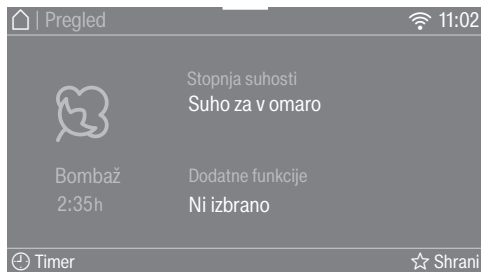 | Pregled
11:02
Stopnja suhosti
Suho za v omaro
Bombaž
2:35h
Dodatne funkcije
Ni izbrano
Timer
Shrani